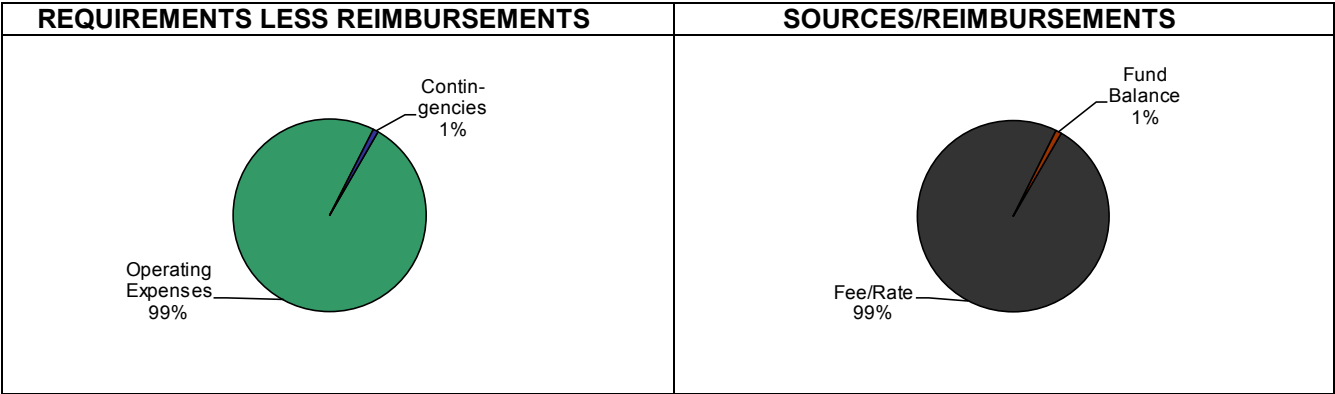 REQUIREMENTS LESS REIMBURSEMENTS
Contin-
gencies
1%
Operating
Expenses
99%
SOURCES/REIMBURSEMENTS
Fund
Balance
1%
Fee/Rate
99%